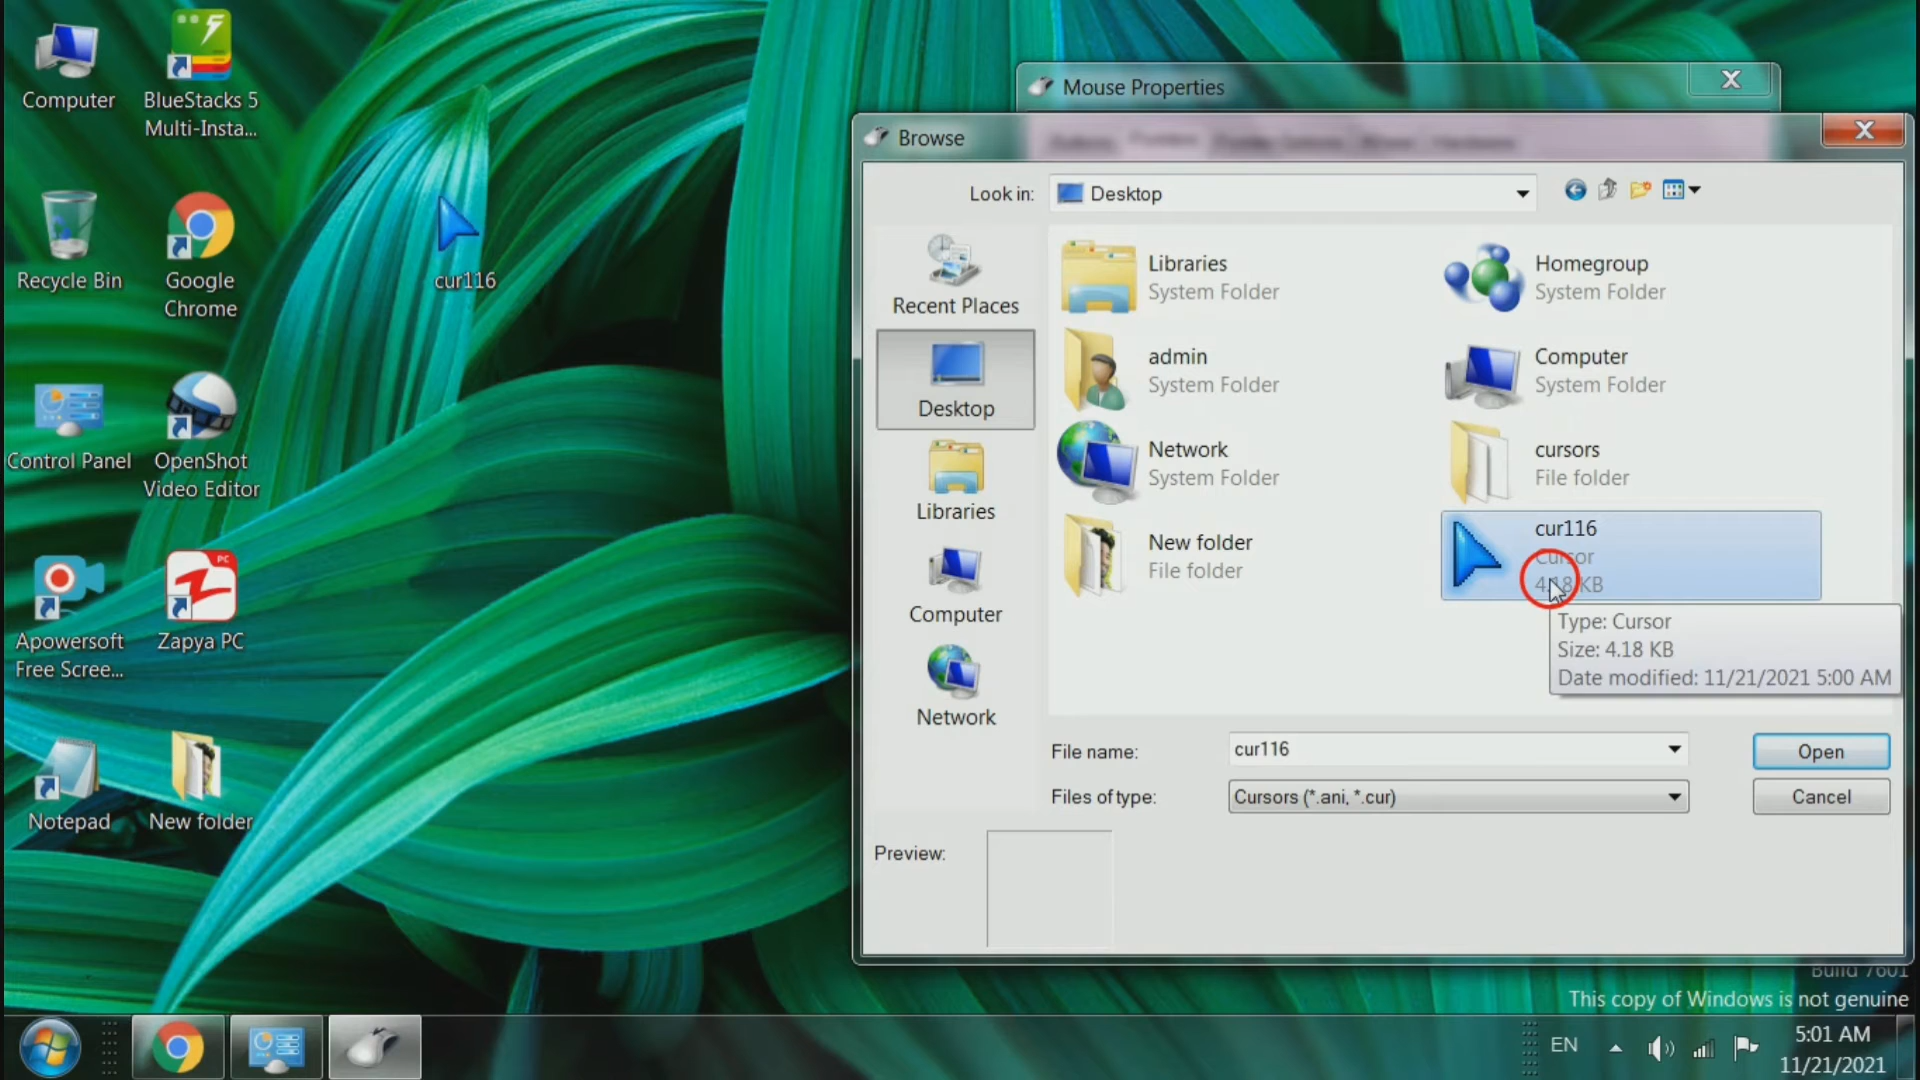 Computer
BlueStacks 5
Multi-Insta...
Recycle Bin
Google
Chrome
cur116
Control Panel
OpenShot
Video Editor
Apowersoft
Free Scree...
PC
Zapya PC
Notepad
New folder
Mouse Properties
Browse
Look in:
Desktop
Recent Places
Desktop
Libraries
Computer
Network
Libraries
System Folder
Homegroup
System Folder
admin
System Folder
Computer
System Folder
Network
System Folder
cursors
File folder
New folder
File folder
cur116
Cursor
4.18 KB
Type: Cursor
Size: 4.18 KB
Date modified: 11/21/2021 5:00 AM
File name:
cur116
Open
Files of type:
Cursors (*.ani, *.cur)
Cancel
Preview:
Build 7601
This copy of Windows is not genuine
EN
5:01 AM
11/21/2021